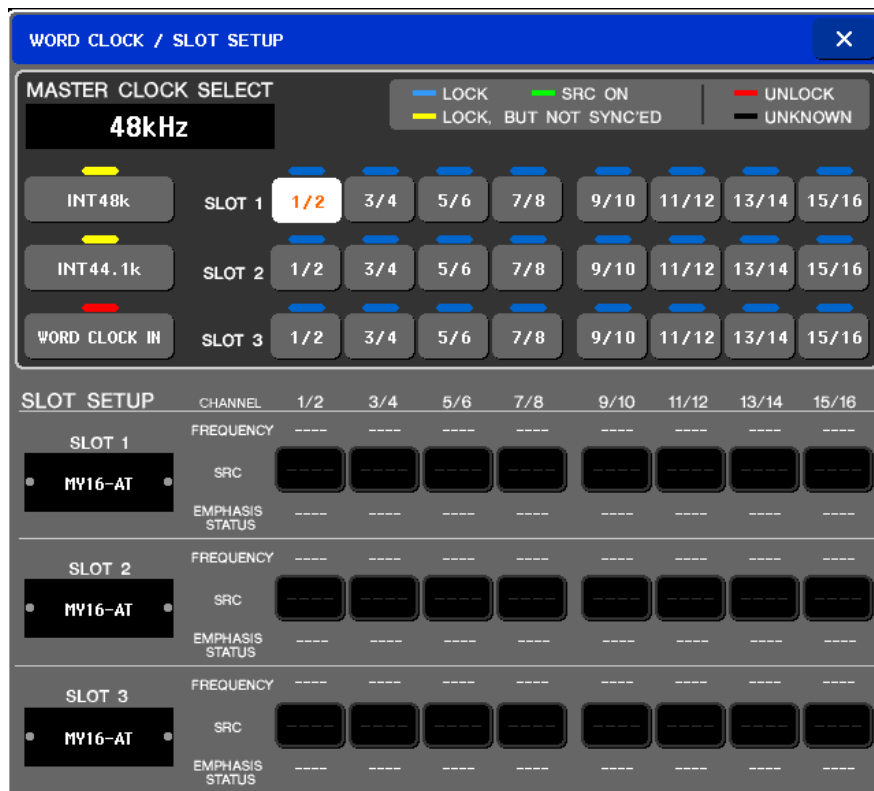 WORD CLOCK / SLOT SETUP ×
MASTER CLOCK SELECT
48kHz
LOCK SRC ON UNLOCK
LOCK, BUT NOT SYNC'ED UNKNOWN
INT48k SLOT 1 1/2 3/4 5/6 7/8 9/10 11/12 13/14 15/16
INT44.1k SLOT 2 1/2 3/4 5/6 7/8 9/10 11/12 13/14 15/16
WORD CLOCK IN SLOT 3 1/2 3/4 5/6 7/8 9/10 11/12 13/14 15/16
SLOT SETUP CHANNEL 1/2 3/4 5/6 7/8 9/10 11/12 13/14 15/16
SLOT 1
MY16-AT
FREQUENCY ---- ---- ---- ---- ---- ---- ---- ----
SRC ---- ---- ---- ---- ---- ---- ---- ----
EMPHASIS
STATUS ---- ---- ---- ---- ---- ---- ---- ----
SLOT 2
MY16-AT
FREQUENCY ---- ---- ---- ---- ---- ---- ---- ----
SRC ---- ---- ---- ---- ---- ---- ---- ----
EMPHASIS
STATUS ---- ---- ---- ---- ---- ---- ---- ----
SLOT 3
MY16-AT
FREQUENCY ---- ---- ---- ---- ---- ---- ---- ----
SRC ---- ---- ---- ---- ---- ---- ---- ----
EMPHASIS
STATUS ---- ---- ---- ---- ---- ---- ---- ----